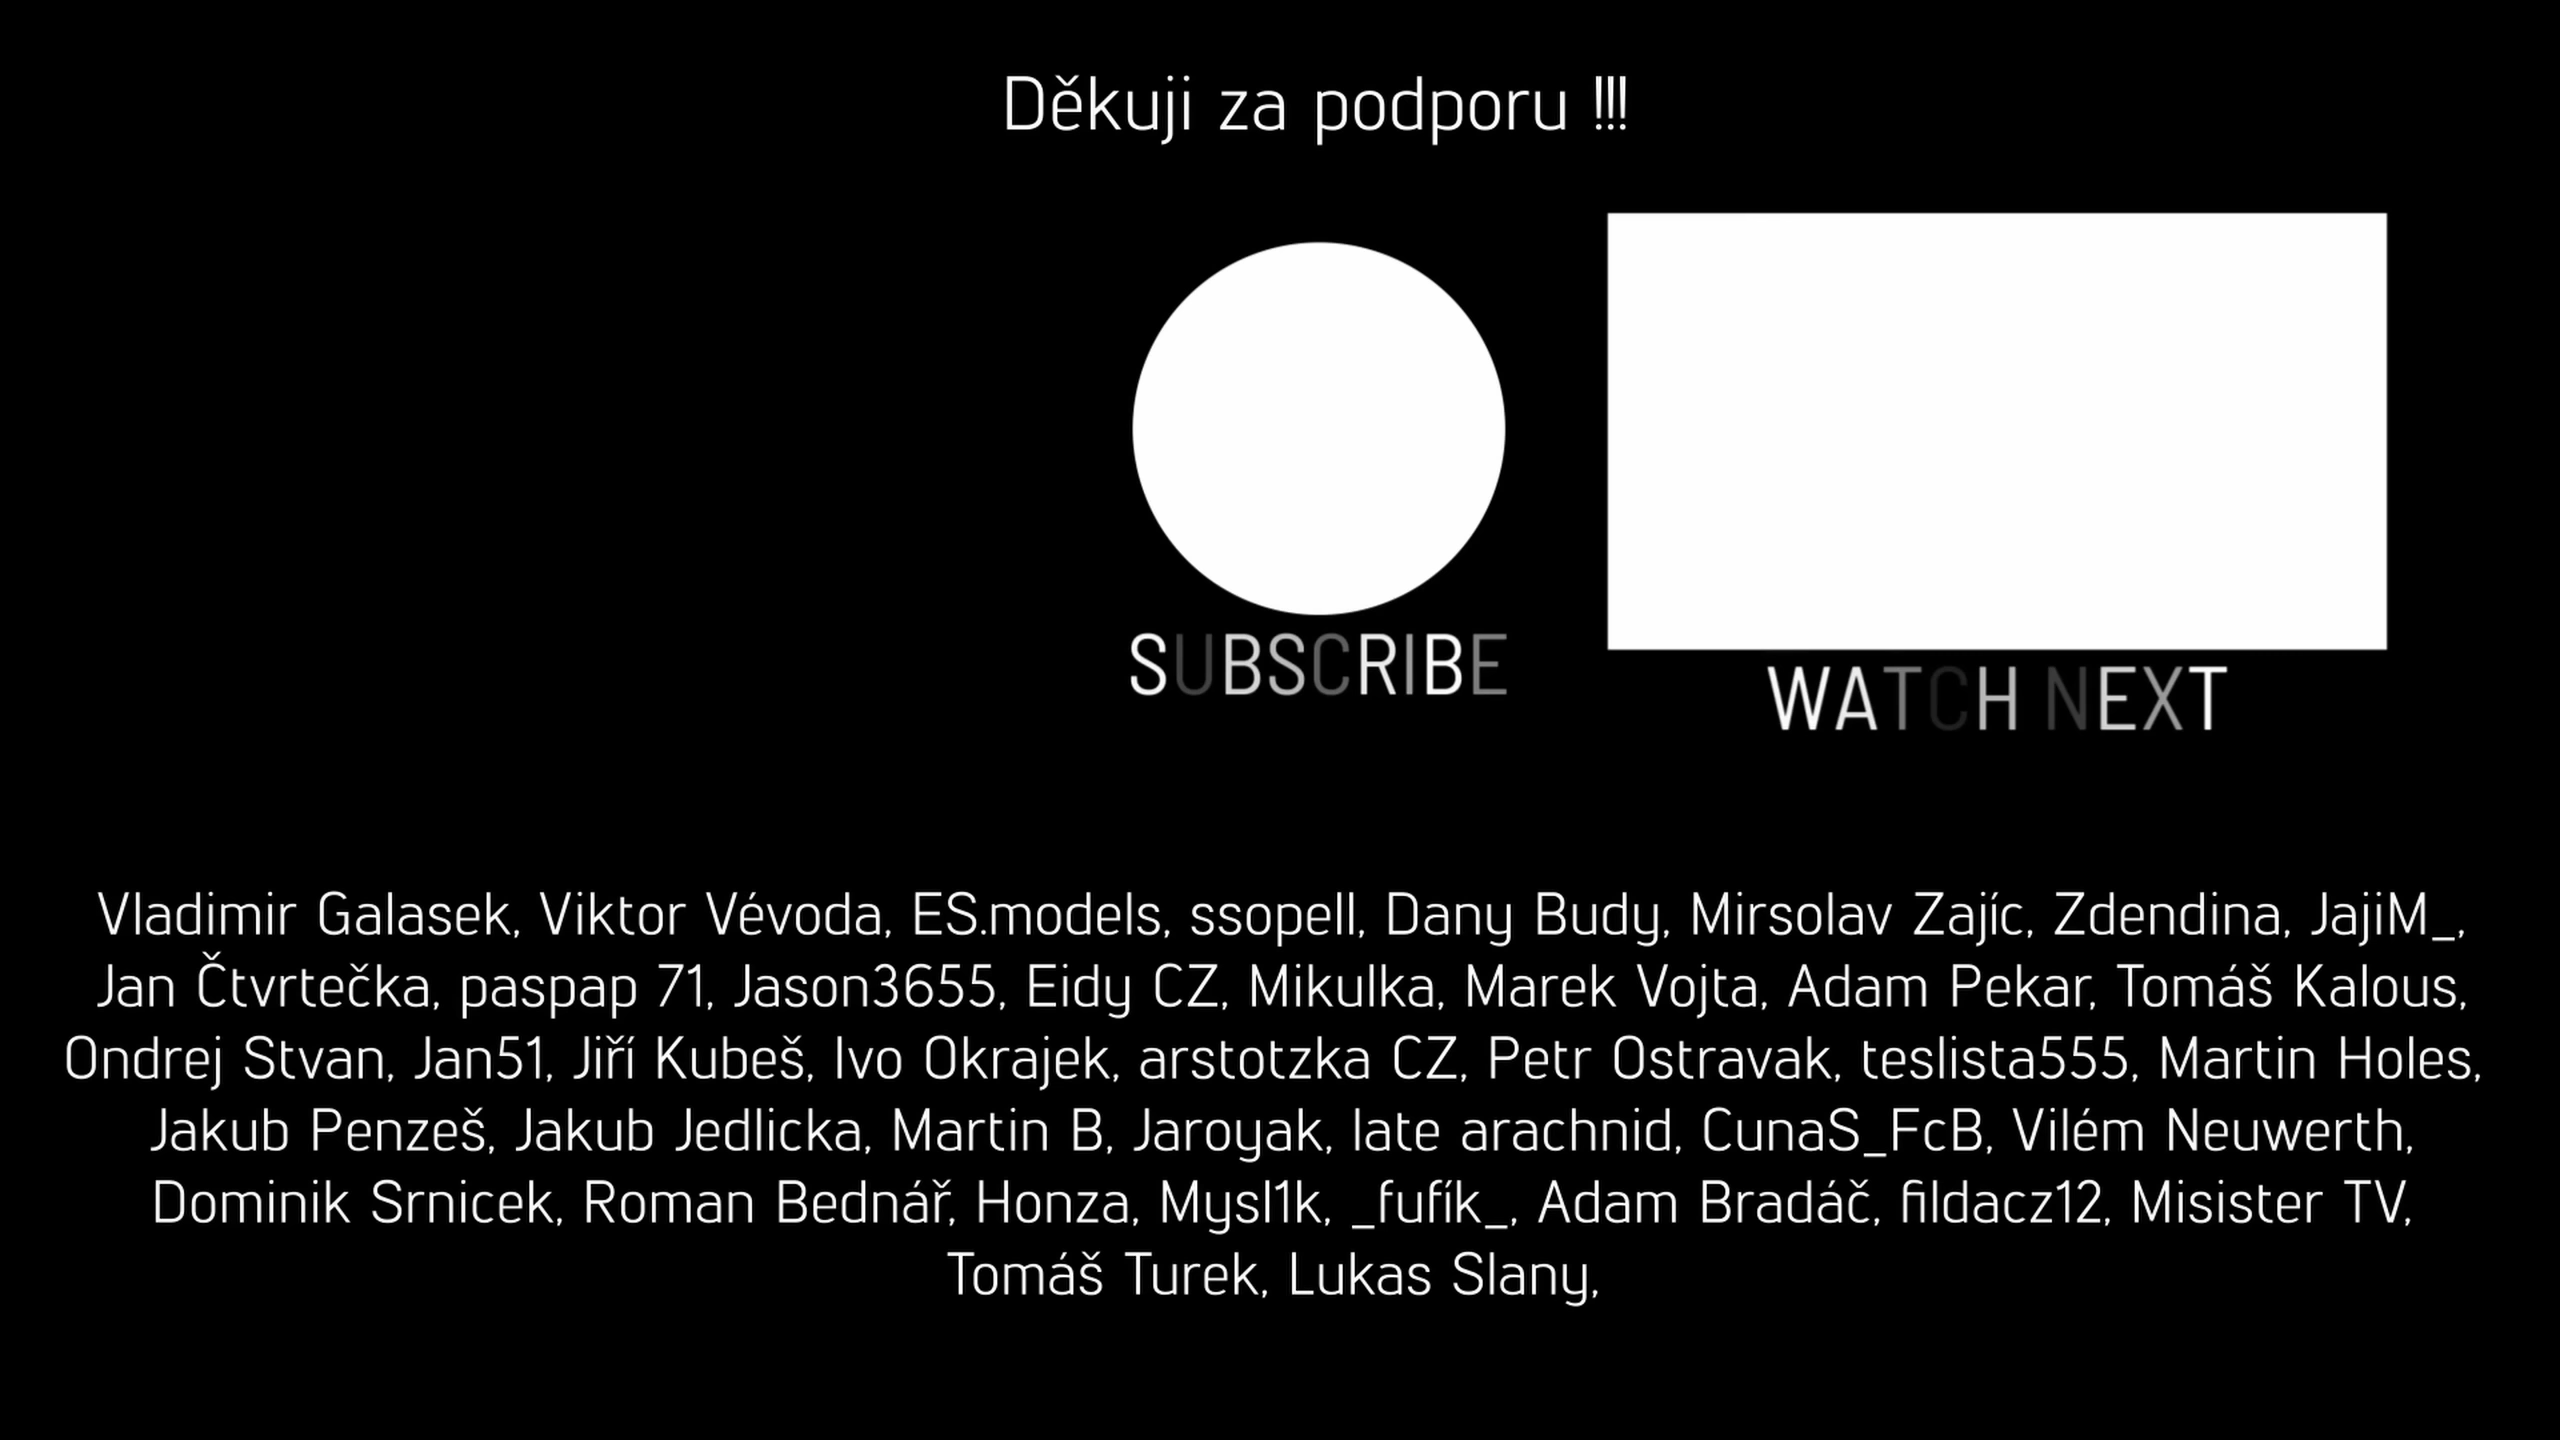 Děkuji za podporu !!!
SUBSCRIBE
WATCH NEXT
Vladimir Galasek, Viktor Vévoda, ES.models, ssopell, Dany Budy, Mirsolav Zajíc, Zdendina, JajiM_,
Jan Čtvrtečka, paspap 71, Jason3655, Eidy CZ, Mikulka, Marek Vojta, Adam Pekar, Tomáš Kalous,
Ondrej Stvan, Jan51, Jiří Kubeš, Ivo Okrajek, arstotzka CZ, Petr Ostravak, teslista555, Martin Holes,
Jakub Penzeš, Jakub Jedlicka, Martin B, Jaroyak, late arachnid, CunaS_FcB, Vilém Neuwerth,
Dominik Srnicek, Roman Bednář, Honza, Mysl1k, _fufík_, Adam Bradáč, fildacz12, Misister TV,
Tomáš Turek, Lukas Slany,